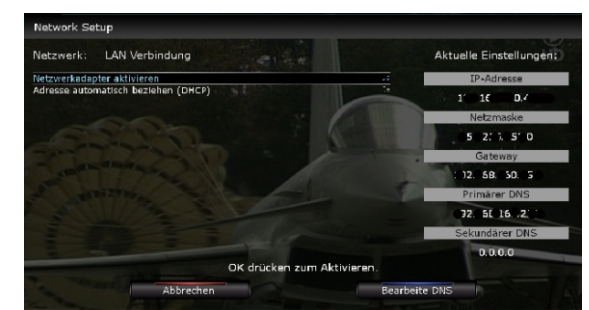 Network Setup
Netzwerk: LAN Verbindung
Aktuelle Einstellungen:
Netzwerkadapter aktivieren
Adresse automatisch beziehen (DHCP)
IP-Adresse
Netzmaske
Gateway
Primärer DNS
Sekundärer DNS
0.0.0.0
OK drücken zum Aktivieren.
Abbrechen
Bearbeite DNS